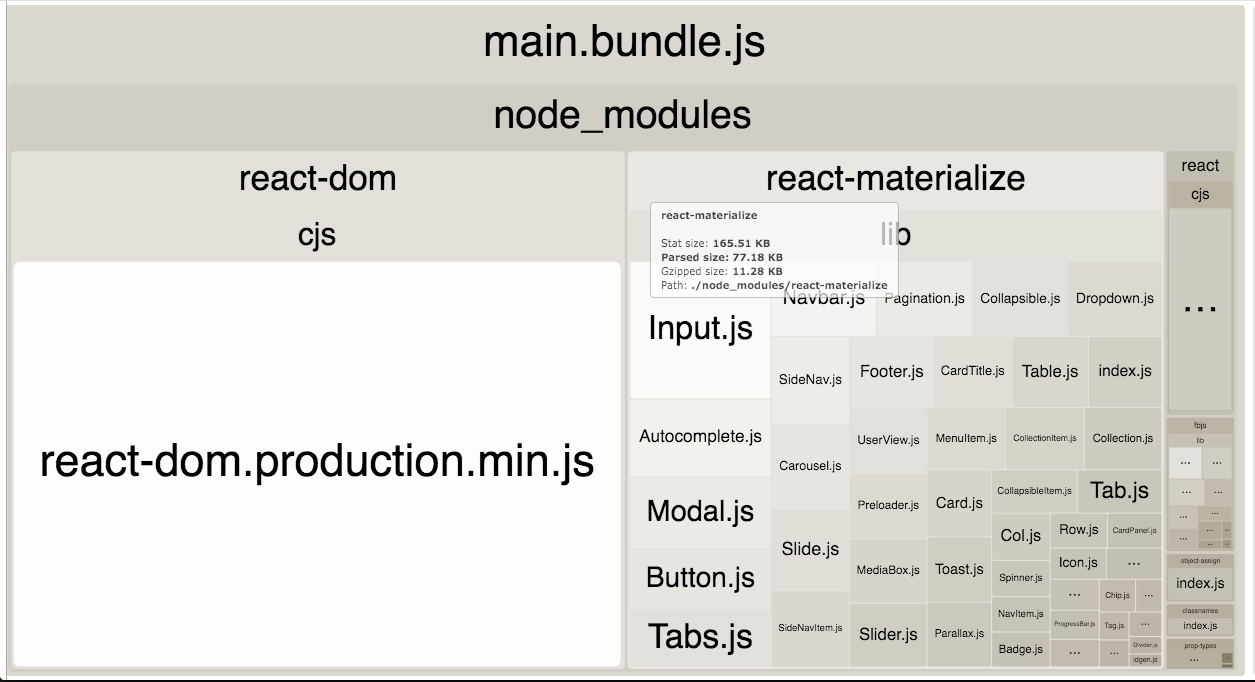 main.bundle.js
node_modules
react-dom
cjs
react-dom.production.min.js
react-materialize
lib
react-materialize
Stat size: 165.51 KB
Parsed size: 77.18 KB
Gzipped size: 11.28 KB
Path: ./node_modules/react-materialize
Input.js
Autocomplete.js
Modal.js
Button.js
Tabs.js
Navbar.js
Pagination.js
Collapsible.js
Dropdown.js
SideNav.js
Footer.js
CardTitle.js
Table.js
index.js
Carousel.js
UserView.js
MenuItem.js
CollectionItem.js
Collection.js
Slide.js
Preloader.js
Card.js
CollapsibleItem.js
Tab.js
Col.js
Row.js
CardPanel.js
SideNavItem.js
MediaBox.js
Toast.js
Spinner.js
Icon.js
...
...
Chip.js
...
Slider.js
Parallax.js
NavItem.js
ProgressBar.js
Tag.js
...
Badge.js
...
...
Divider.js
idgen.js
react
cjs
...
fbjs
lib
...
...
...
...
...
...
...
...
...
...
...
...
object-assign
index.js
classnames
index.js
prop-types
...
...